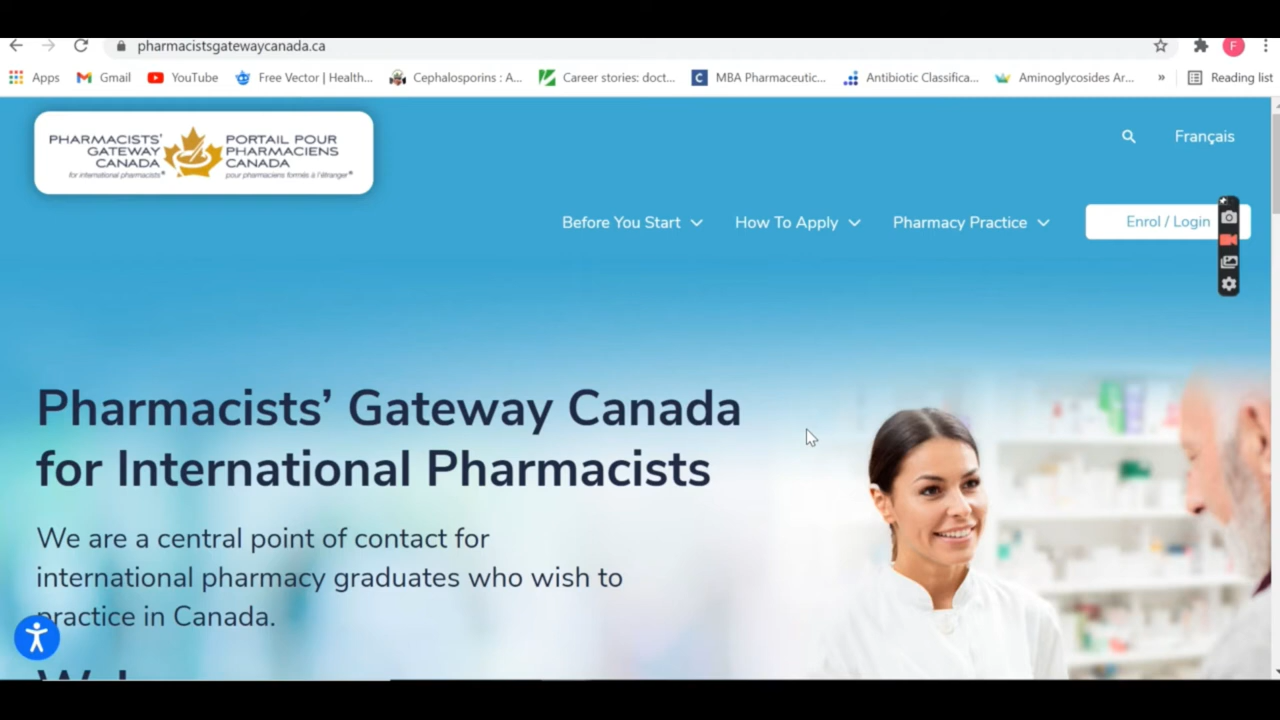 pharmacistsgatewaycanada.ca
F
Apps Gmail YouTube Free Vector | Health... Cephalosporins : A... Career stories: doct... C MBA Pharmaceutic... Antibiotic Classifica... Aminoglycosides Ar... » Reading list
PHARMACISTS'
GATEWAY
CANADA
for international pharmacists®
PORTAIL POUR
PHARMACIENS
CANADA
pour pharmaciens formés à l'étranger®
Français
Before You Start How To Apply Pharmacy Practice Enrol / Login
Pharmacists’ Gateway Canada
for International Pharmacists
We are a central point of contact for
international pharmacy graduates who wish to
practice in Canada.